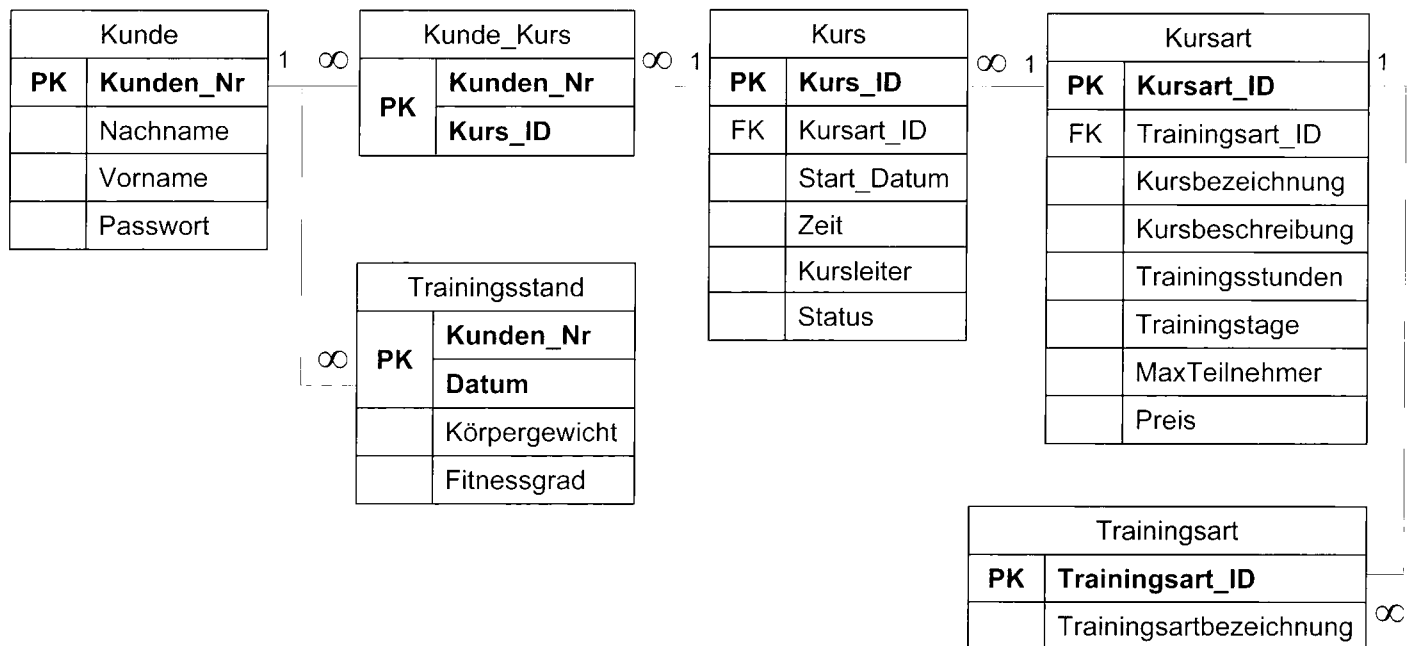 Kunde
PK Kunden_Nr
Nachname
Vorname
Passwort
1 ∞
Kunde_Kurs
PK Kunden_Nr
Kurs_ID
∞ 1
Kurs
PK Kurs_ID
FK Kursart_ID
Start_Datum
Zeit
Kursleiter
Status
∞ 1
Kursart
PK Kursart_ID
FK Trainingsart_ID
Kursbezeichnung
Kursbeschreibung
Trainingsstunden
Trainingstage
MaxTeilnehmer
Preis
1
Trainingsstand
PK Kunden_Nr
Datum
Körpergewicht
Fitnessgrad
∞
Trainingsart
PK Trainingsart_ID
Trainingsartbezeichnung
∞